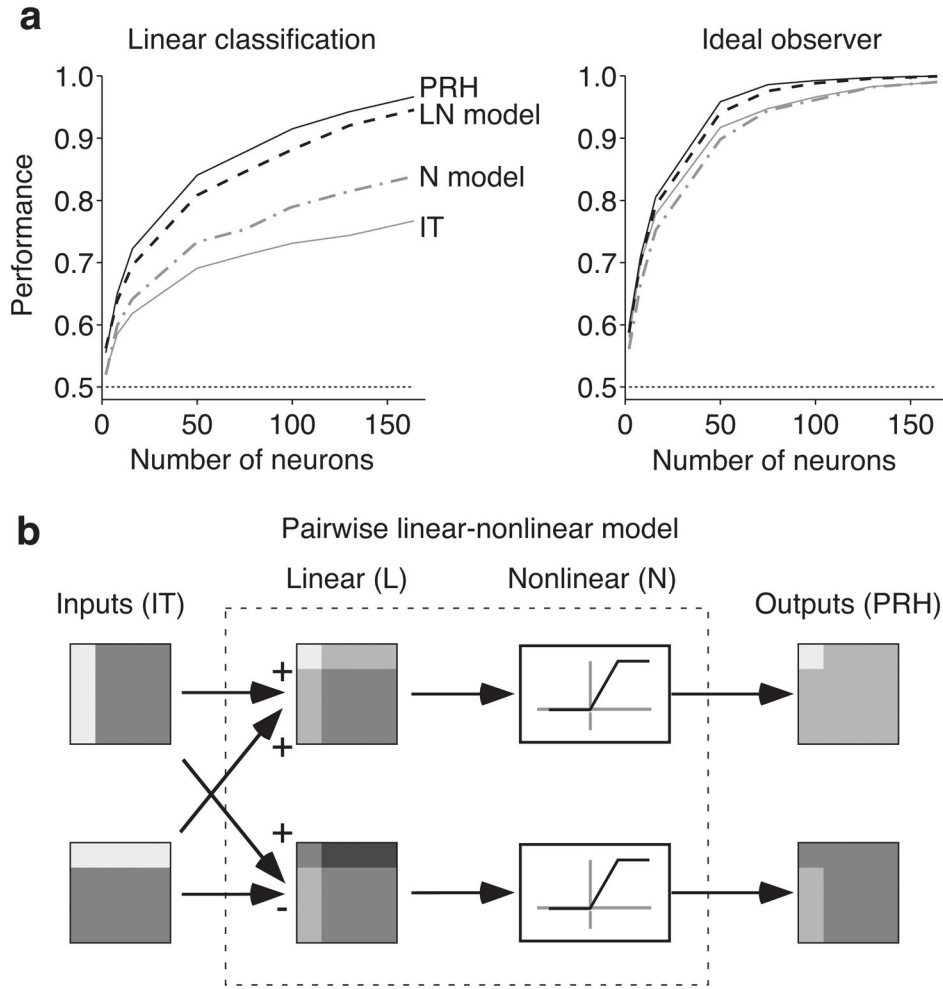 a
Linear classification
Ideal observer
1.0
0.9
0.8
0.7
0.6
0.5
Performance
PRH
LN model
N model
IT
0 50 100 150
Number of neurons
1.0
0.9
0.8
0.7
0.6
0.5
0 50 100 150
Number of neurons
b
Pairwise linear-nonlinear model
Linear (L)
Nonlinear (N)
Inputs (IT)
Outputs (PRH)
+
+
+
-